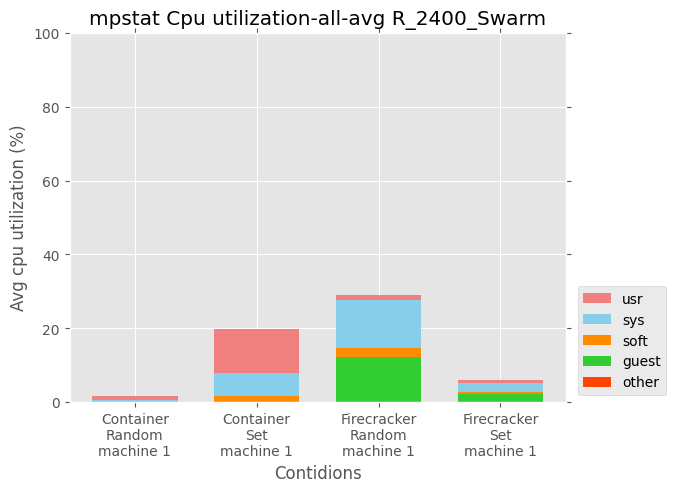 mpstat Cpu utilization-all-avg R_2400_Swarm
Avg cpu utilization (%)
100
80
60
40
20
0
Container
Random
machine 1
Container
Set
machine 1
Firecracker
Random
machine 1
Firecracker
Set
machine 1
Contidions
usr
sys
soft
guest
other